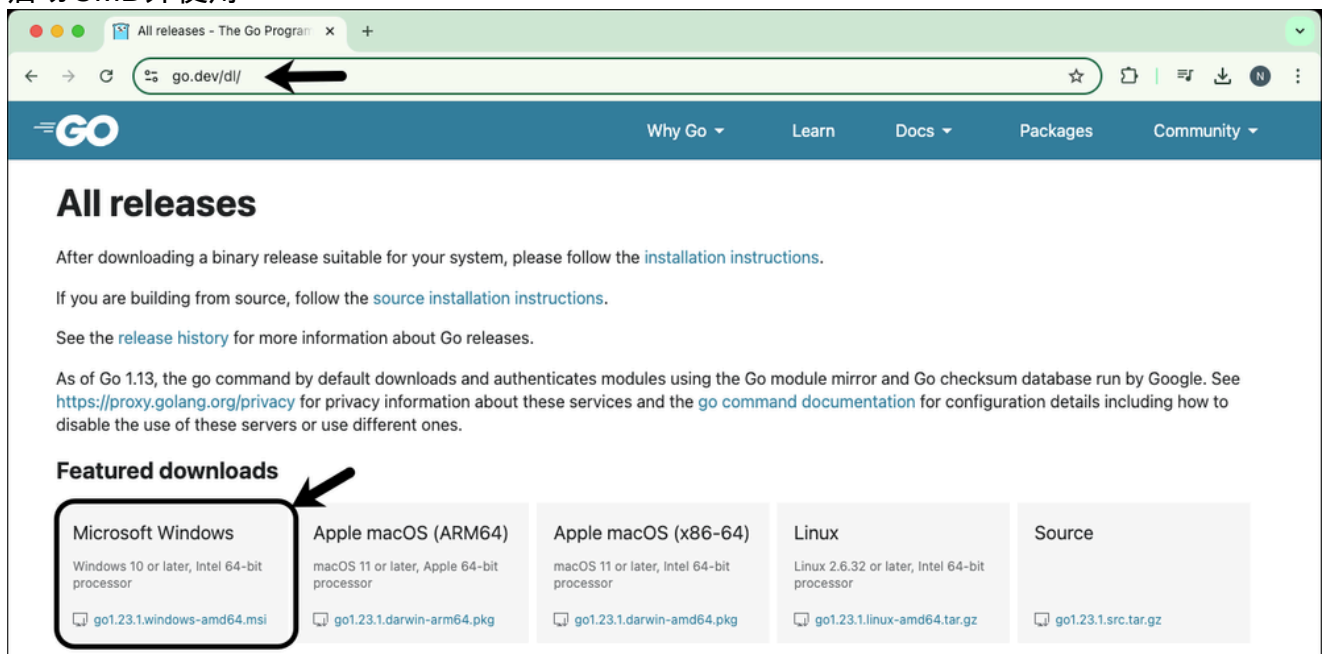 启动CMD并使用
All releases - The Go Program
go.dev/dl/
N
GO
Why Go
Learn
Docs
Packages
Community
All releases
After downloading a binary release suitable for your system, please follow the installation instructions.
If you are building from source, follow the source installation instructions.
See the release history for more information about Go releases.
As of Go 1.13, the go command by default downloads and authenticates modules using the Go module mirror and Go checksum database run by Google. See
https://proxy.golang.org/privacy for privacy information about these services and the go command documentation for configuration details including how to
disable the use of these servers or use different ones.
Featured downloads
Microsoft Windows
Windows 10 or later, Intel 64-bit
processor
go1.23.1.windows-amd64.msi
Apple macOS (ARM64)
macOS 11 or later, Apple 64-bit
processor
go1.23.1.darwin-arm64.pkg
Apple macOS (x86-64)
macOS 11 or later, Intel 64-bit
processor
go1.23.1.darwin-amd64.pkg
Linux
Linux 2.6.32 or later, Intel 64-bit
processor
go1.23.1.linux-amd64.tar.gz
Source
go1.23.1.src.tar.gz